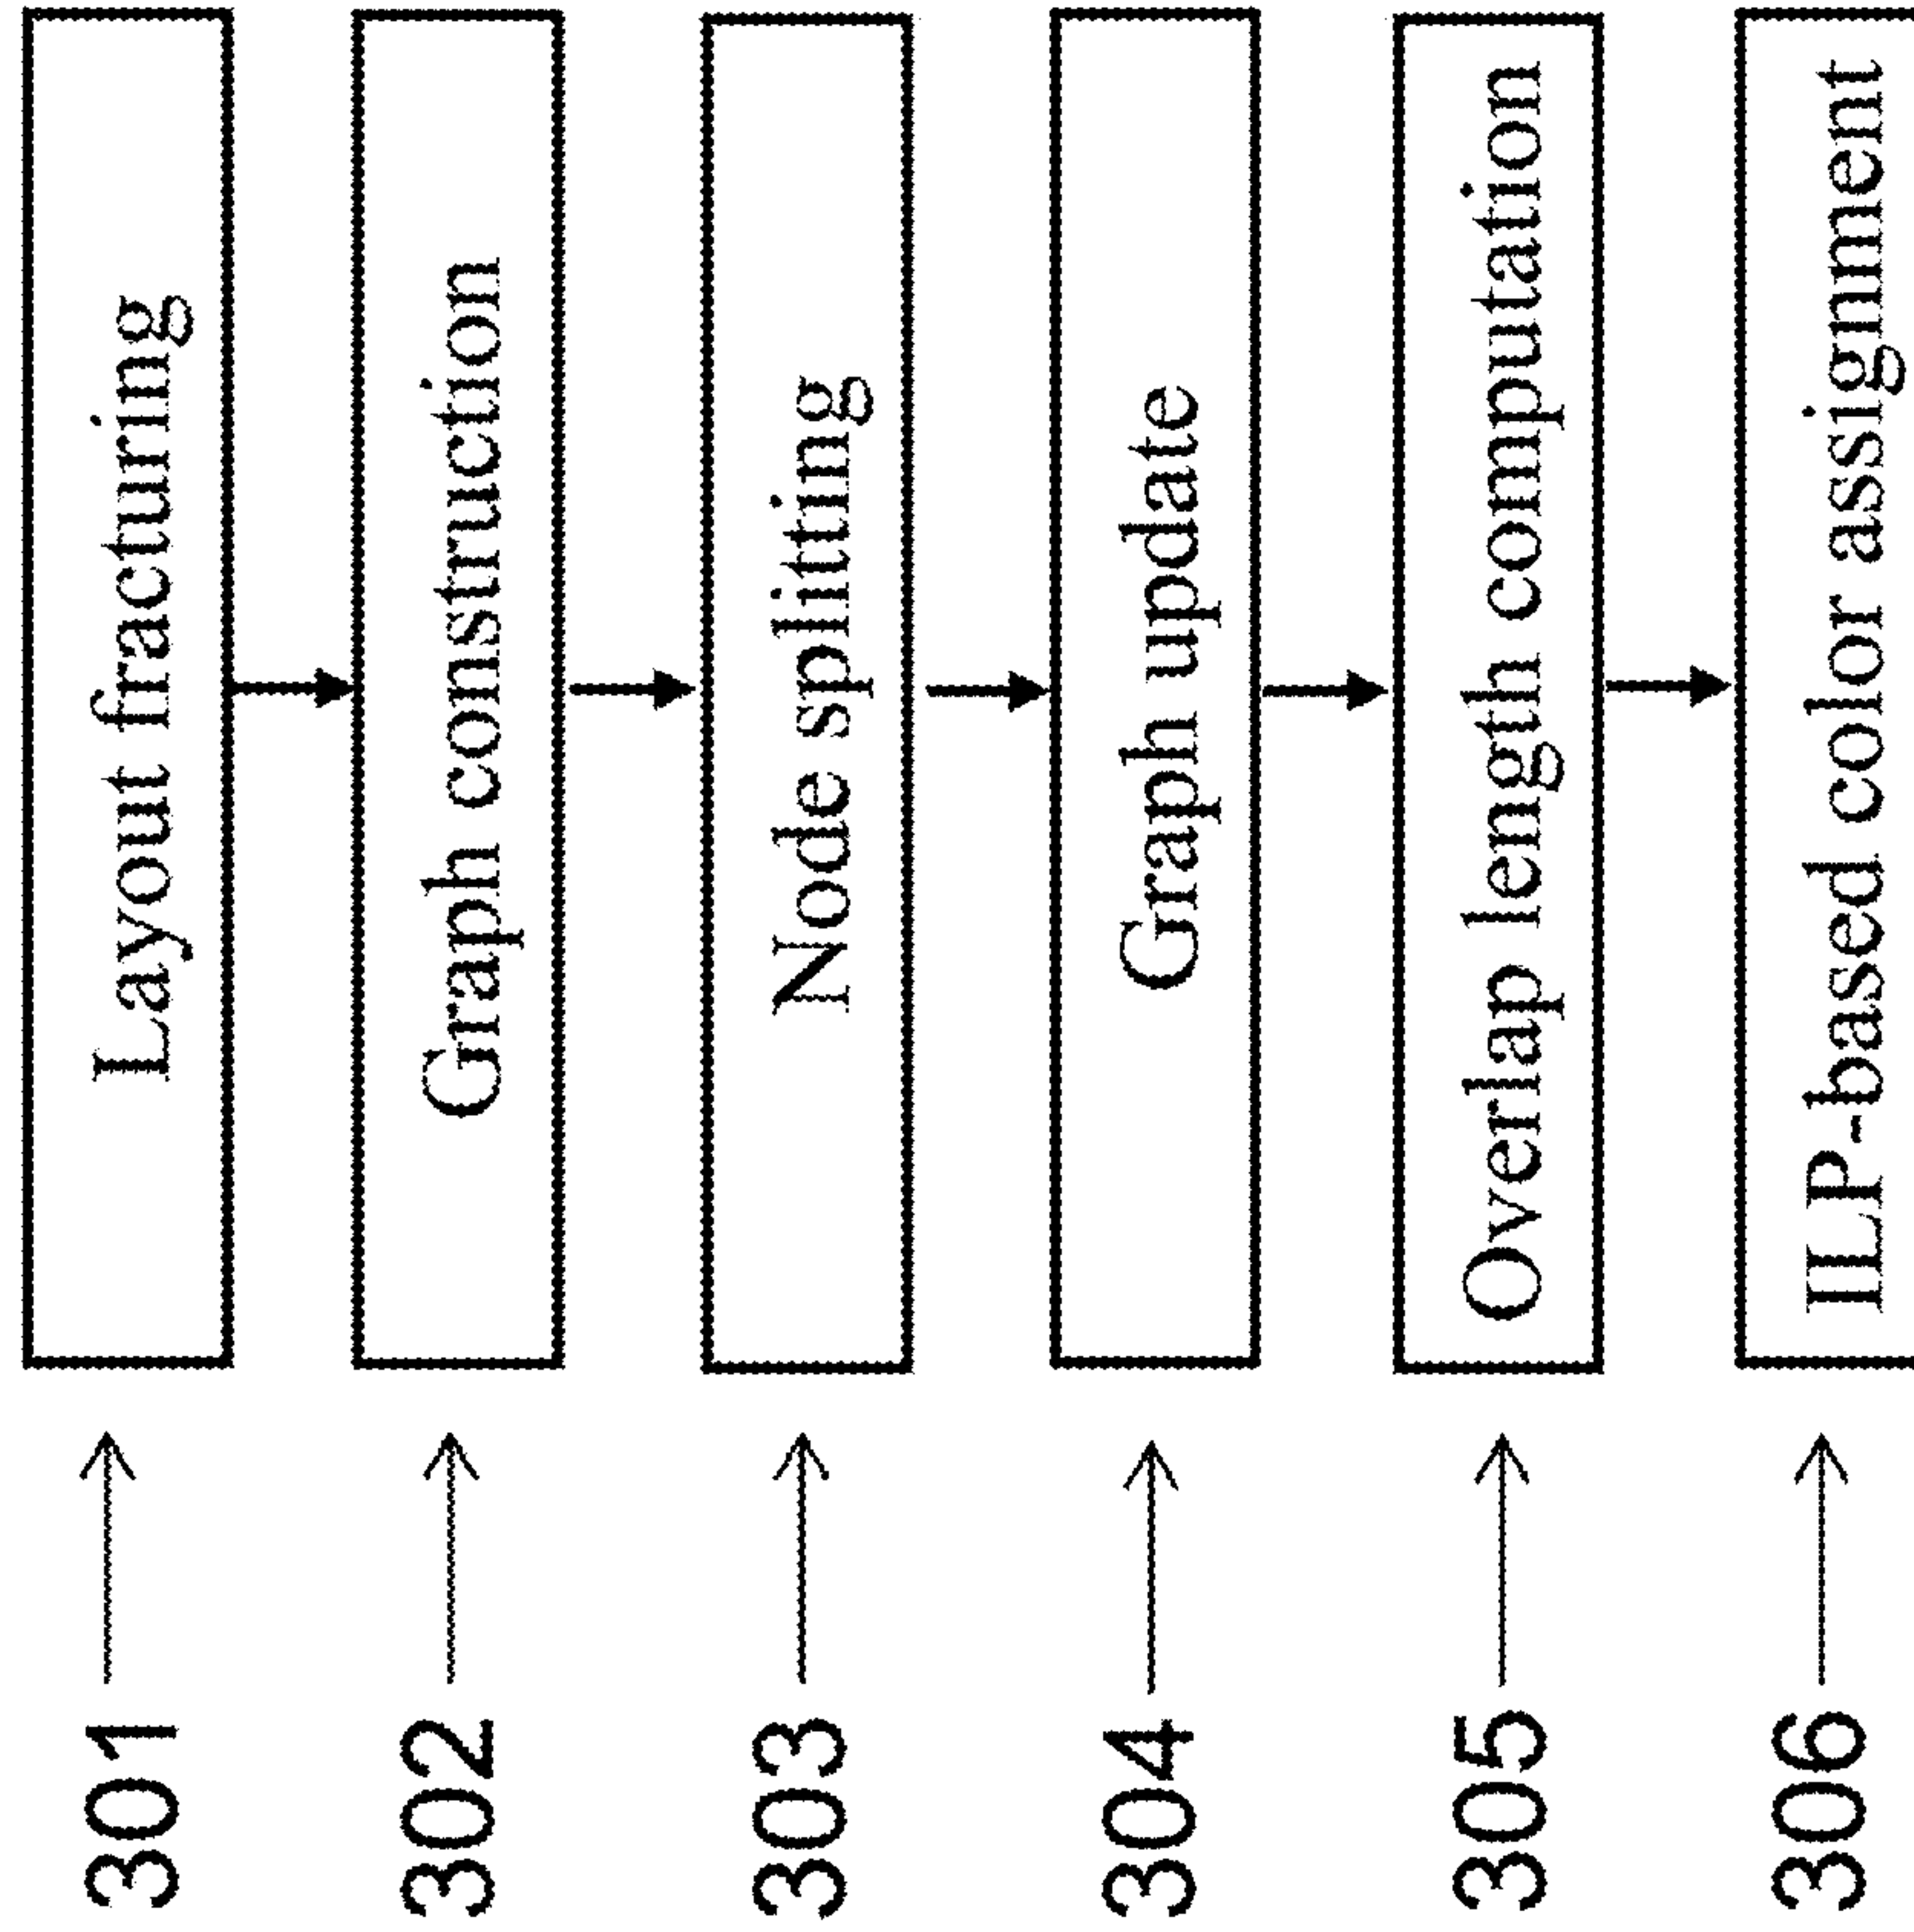 301 Layout fracturing
302 Graph construction
303 Node splitting
304 Graph update
305 Overlap length computation
306 ILP-based color assignment